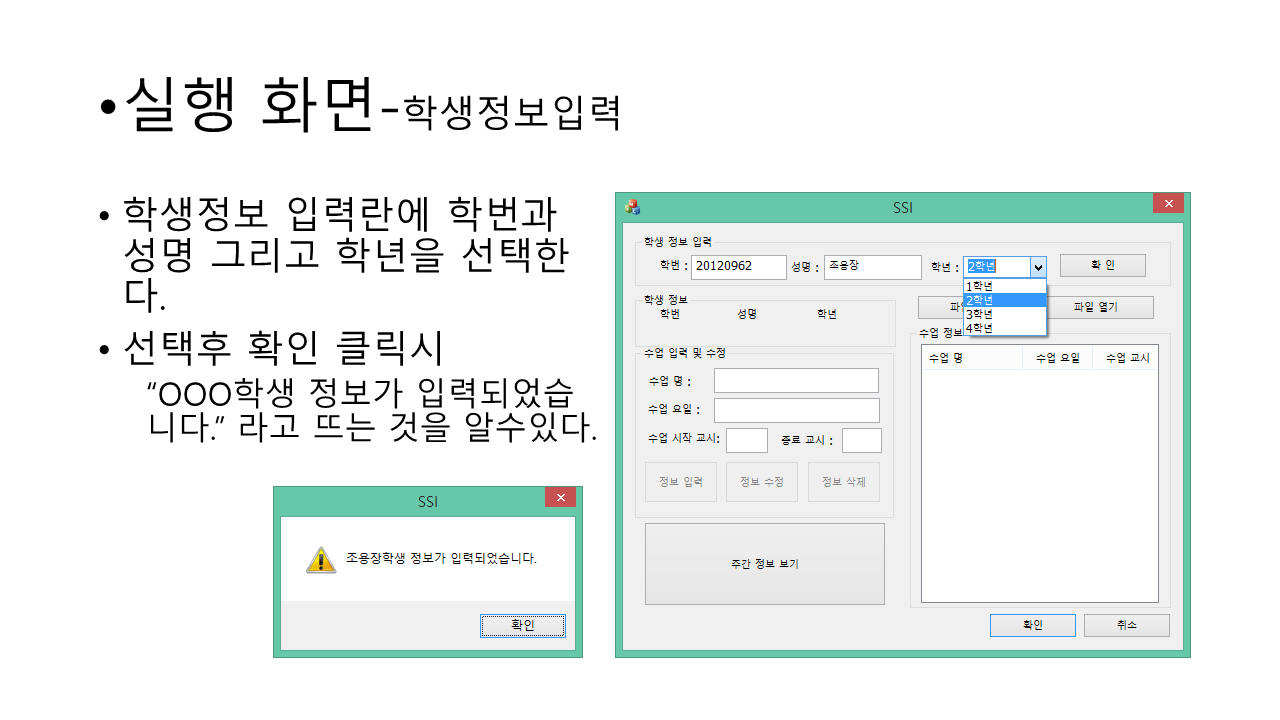 •실행 화면-학생정보입력
• 학생정보 입력란에 학번과
성명 그리고 학년을 선택한
다.
• 선택후 확인 클릭시
“OOO학생 정보가 입력되었습
니다.” 라고 뜨는 것을 알수있다.
SSI
조용장학생 정보가 입력되었습니다.
확인
SSI
학생 정보 입력
학번 : 20120962 성명 : 조용장 학년 : 2학년 확 인
1학년
2학년
3학년
4학년
학생 정보
학번 성명 학년
파일 열기
수업 입력 및 수정
수업 명 :
수업 요일 :
수업 시작 교시: 종료 교시 :
정보 입력 정보 수정 정보 삭제
주간 정보 보기
수업 정보
수업 명 수업 요일 수업 교시
확인 취소